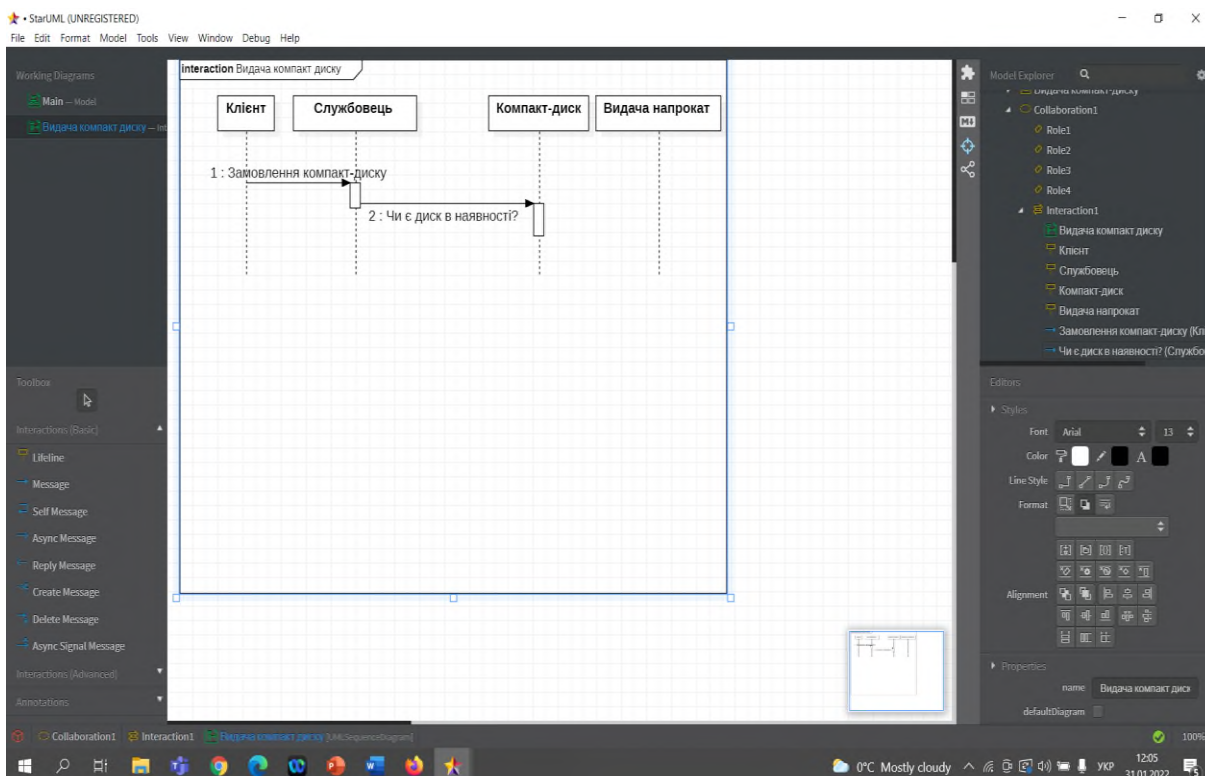 • StarUML (UNREGISTERED)
File Edit Format Model Tools View Window Debug Help
Working Diagrams
Main — Model
Видача компакт диску — Int
interaction Видача компакт диску
Клієнт
Службовець
Компакт-диск
Видача напрокат
1 : Замовлення компакт-диску
2 : Чи є диск в наявності?
Toolbox
Interactions (Basic)
Lifeline
Message
Self Message
Async Message
Reply Message
Create Message
Delete Message
Async Signal Message
Interactions (Advanced)
Annotations
Model Explorer
Видача компакт-диску
Collaboration1
Role1
Role2
Role3
Role4
Interaction1
Видача компакт диску
Клієнт
Службовець
Компакт-диск
Видача напрокат
Замовлення компакт-диску (Кл
Чи є диск в наявності? (Службо
Editors
Styles
Font Arial 13
Color A
Line Style
Format
Alignment
Properties
name Видача компакт диск
defaultDiagram
Collaboration1 Interaction1 Видача компакт диску [UMLSequenceDiagram]
100%
0°C Mostly cloudy УКР 12:05
31.01.2022